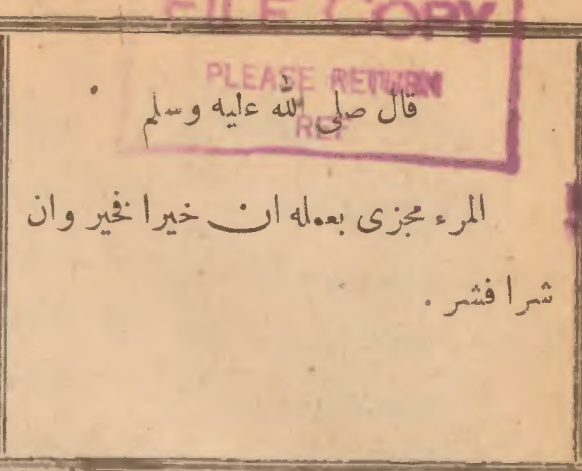 FILE COPY
PLEASE RETURN
REF
قال صلى الله عليه وسلم
المرء مجزى بعمله ان خيرا فخير وان
شرا فشر .